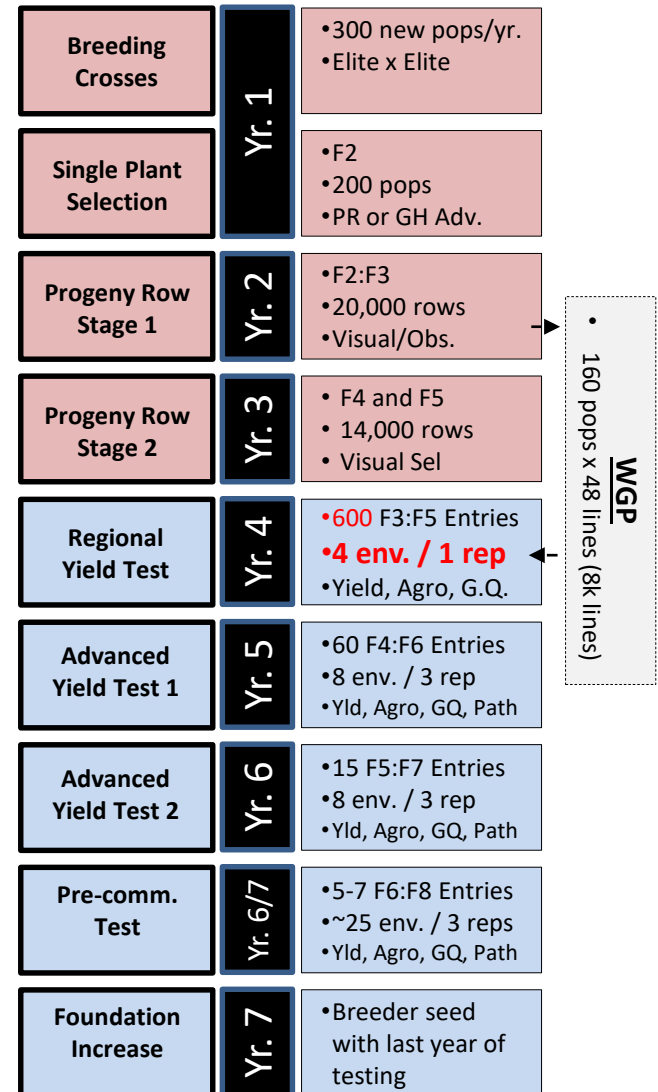 Breeding
Crosses
Yr. 1
•300 new pops/yr.
•Elite x Elite
Single Plant
Selection
•F2
•200 pops
•PR or GH Adv.
Progeny Row
Stage 1
Yr. 2
•F2:F3
•20,000 rows
•Visual/Obs.
Progeny Row
Stage 2
Yr. 3
• F4 and F5
• 14,000 rows
• Visual Sel
WGP
• 160 pops x 48 lines (8k lines)
Regional
Yield Test
Yr. 4
•600 F3:F5 Entries
•4 env. / 1 rep
•Yield, Agro, G.Q.
Advanced
Yield Test 1
Yr. 5
•60 F4:F6 Entries
•8 env. / 3 rep
•Yld, Agro, GQ, Path
Advanced
Yield Test 2
Yr. 6
•15 F5:F7 Entries
•8 env. / 3 rep
•Yld, Agro, GQ, Path
Pre-comm.
Test
Yr. 6/7
•5-7 F6:F8 Entries
•~25 env. / 3 reps
•Yld, Agro, GQ, Path
Foundation
Increase
Yr. 7
•Breeder seed
with last year of
testing